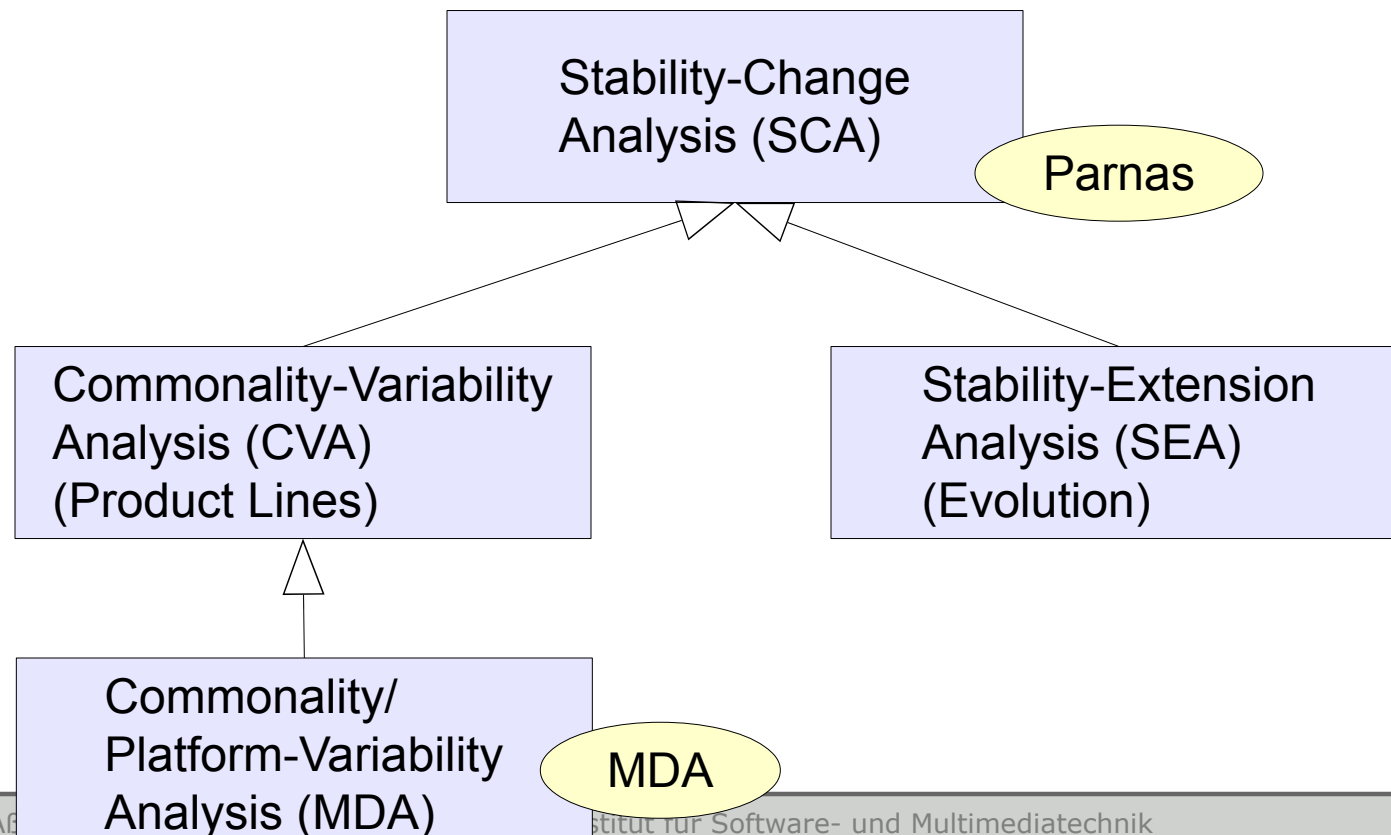 Stability-Change
Analysis (SCA)
Parnas
Commonality-Variability
Analysis (CVA)
(Product Lines)
Stability-Extension
Analysis (SEA)
(Evolution)
Commonality/
Platform-Variability
Analysis (MDA)
MDA
für Software- und Multimediatechnik